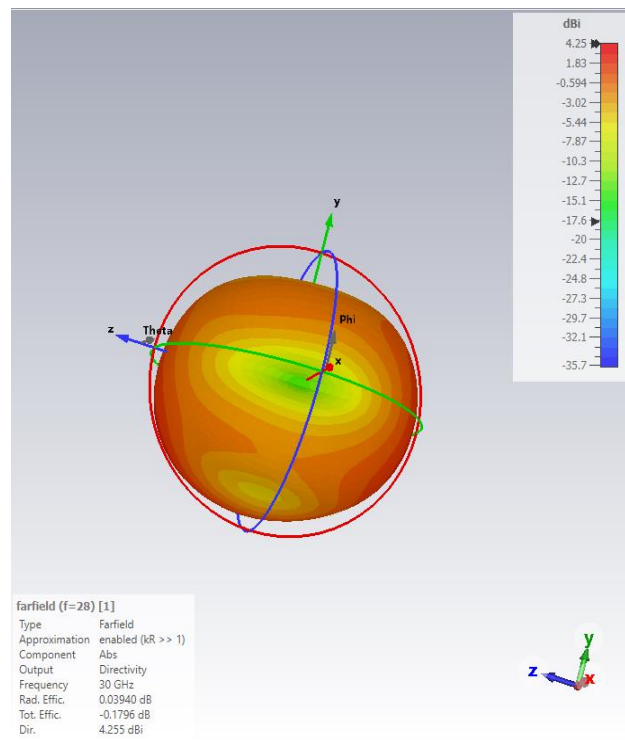 dBi
4.25
1.83
-0.594
-3.02
-5.44
-7.87
-10.3
-12.7
-15.1
-17.6
-20
-22.4
-24.8
-27.3
-29.7
-32.1
-35.7
y
z
Theta
Phi
x
farfield (f=28) [1]
Type Farfield
Approximation enabled (kR >> 1)
Component Abs
Output Directivity
Frequency 30 GHz
Rad. Effic. 0.03940 dB
Tot. Effic. -0.1796 dB
Dir. 4.255 dBi
y
z
x